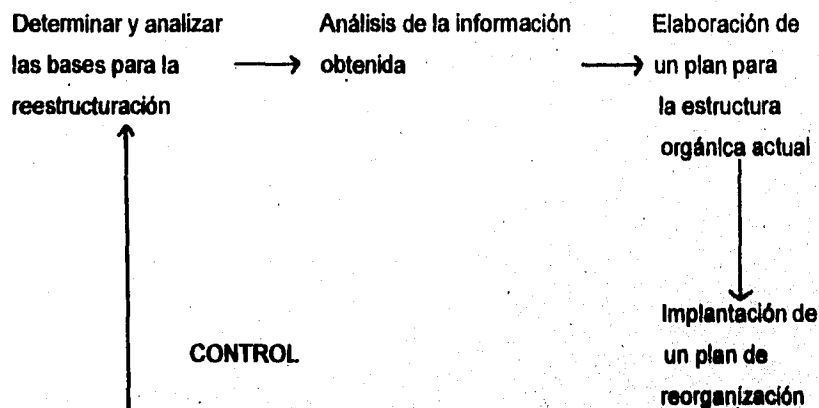 Determinar y analizar
las bases para la
reestructuración
Análisis de la información
obtenida
Elaboración de
un plan para
la estructura
orgánica actual
Implantación de
un plan de
reorganización
CONTROL